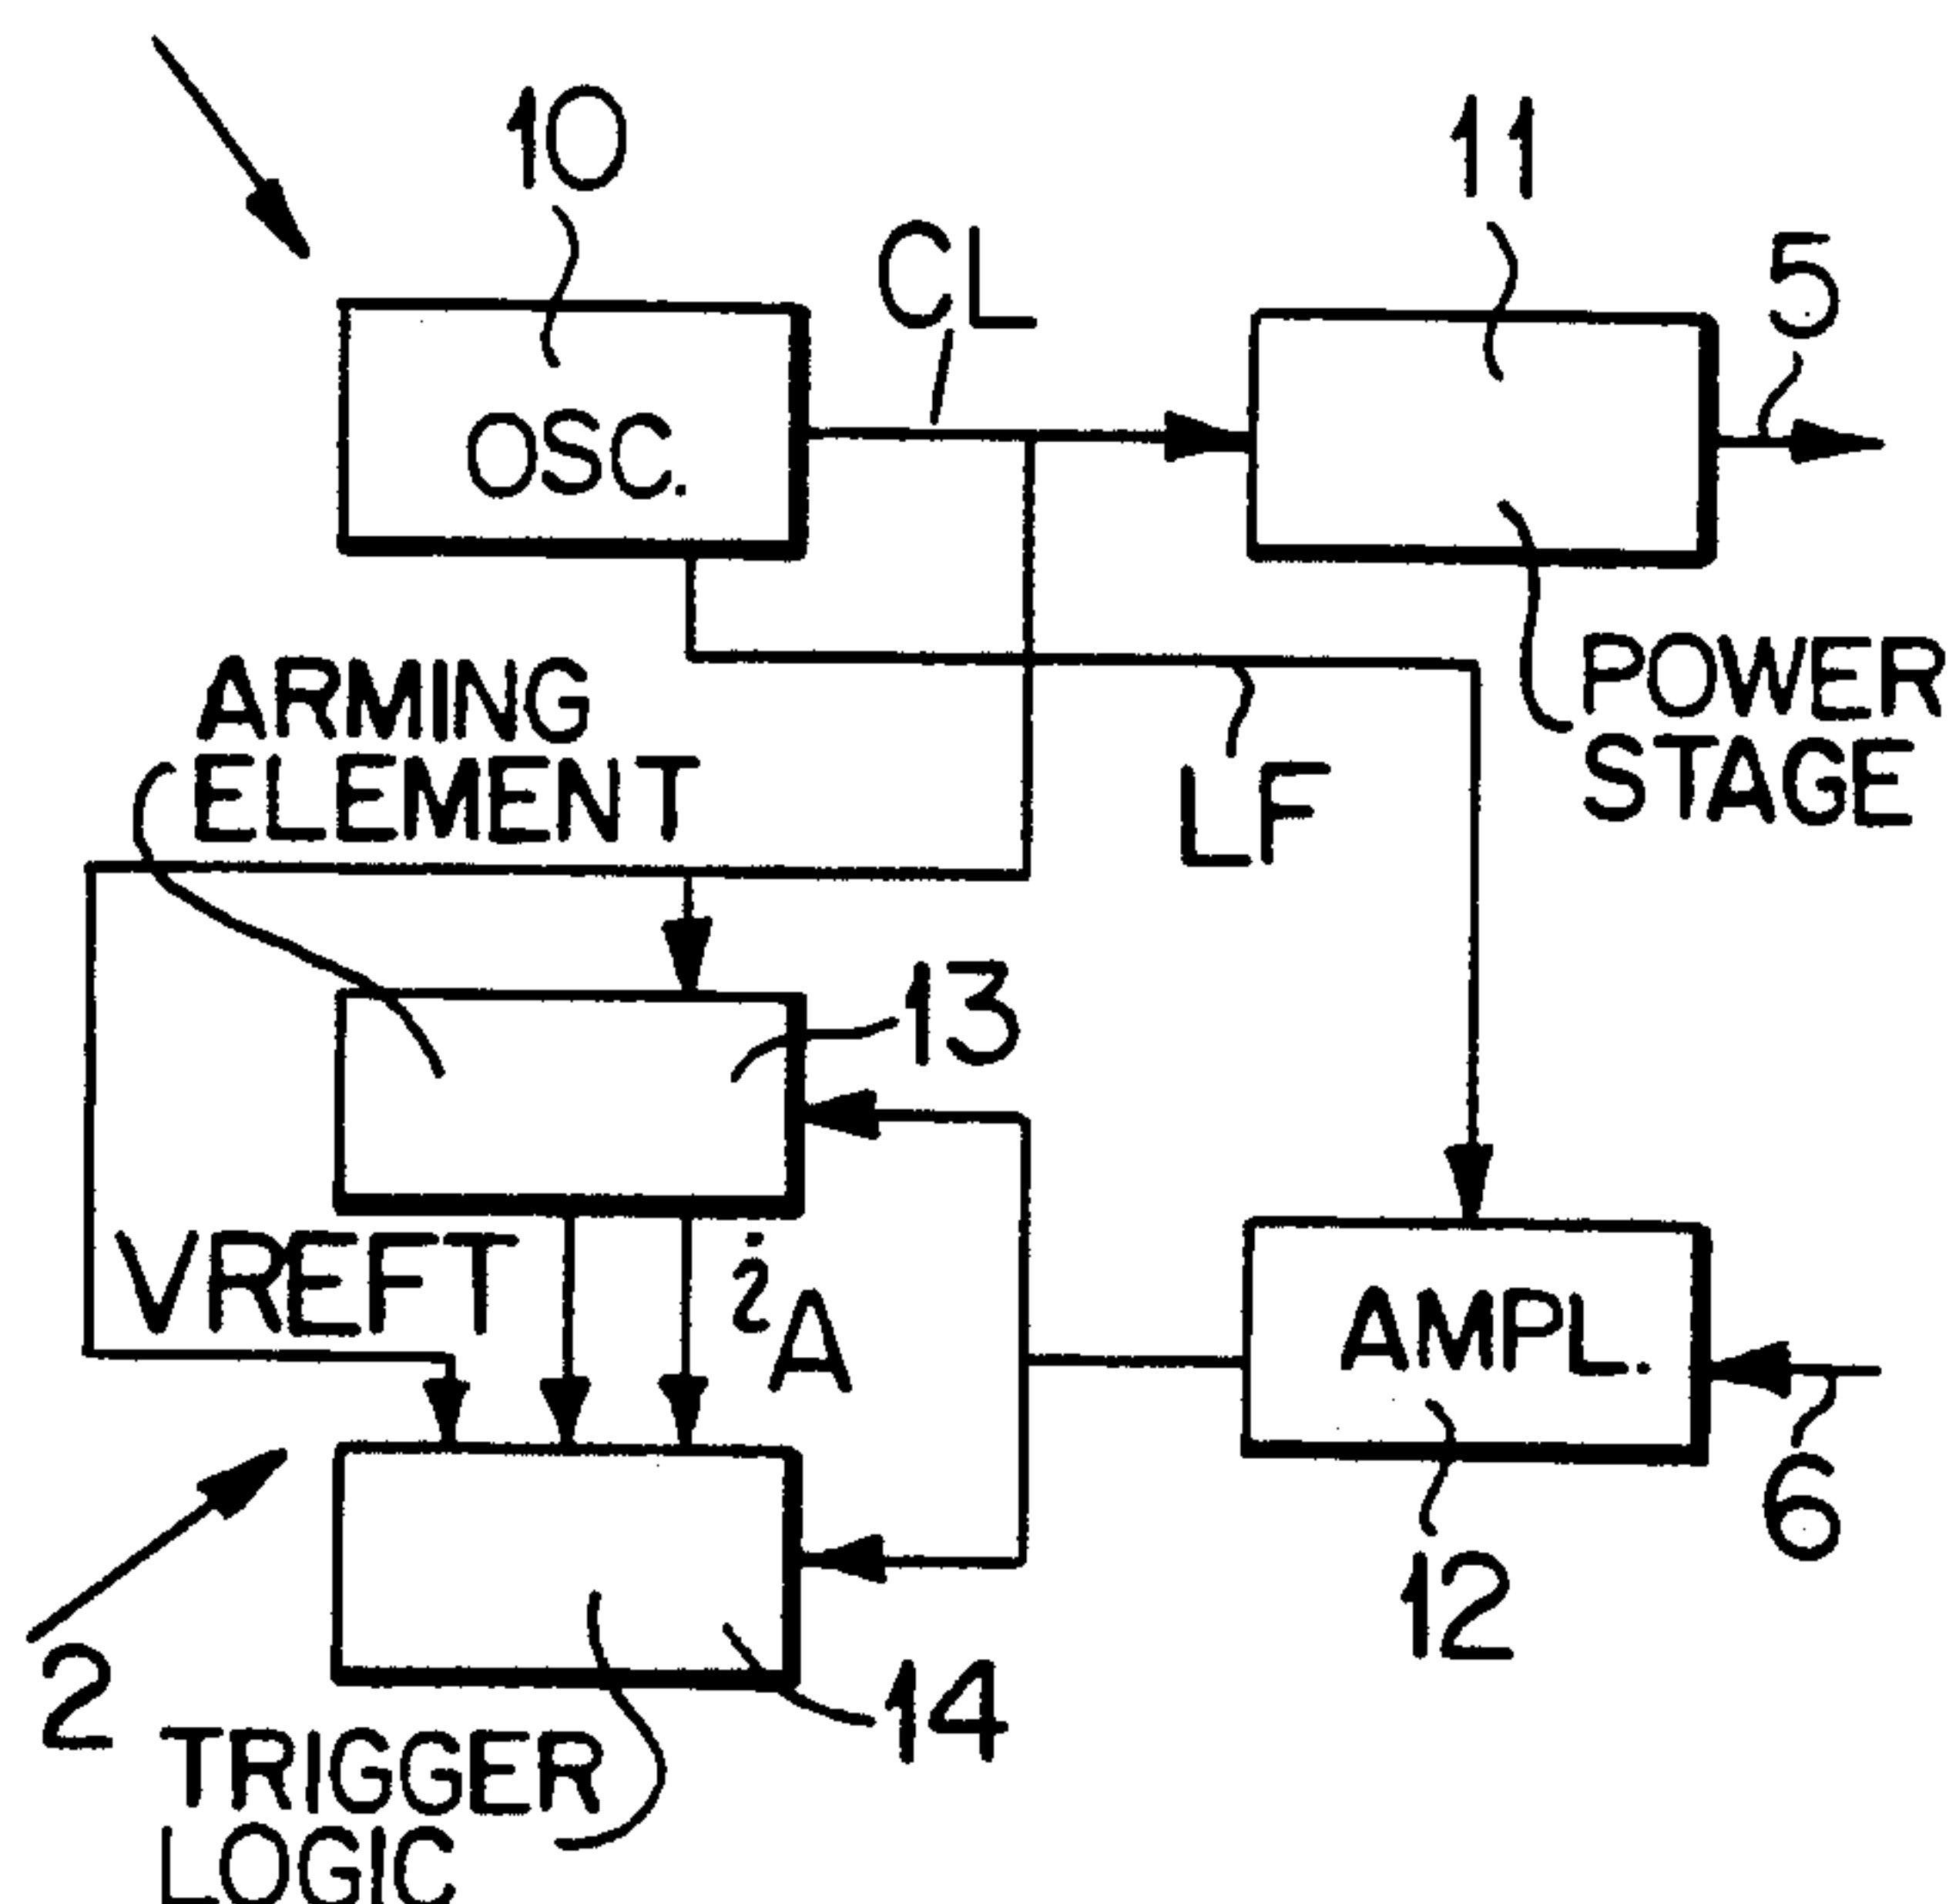 10
11
CL
5
OSC.
ARMING
ELEMENT
POWER
STAGE
LF
13
VREFT
iA
AMPL.
6
12
2
14
TRIGGER
LOGIC